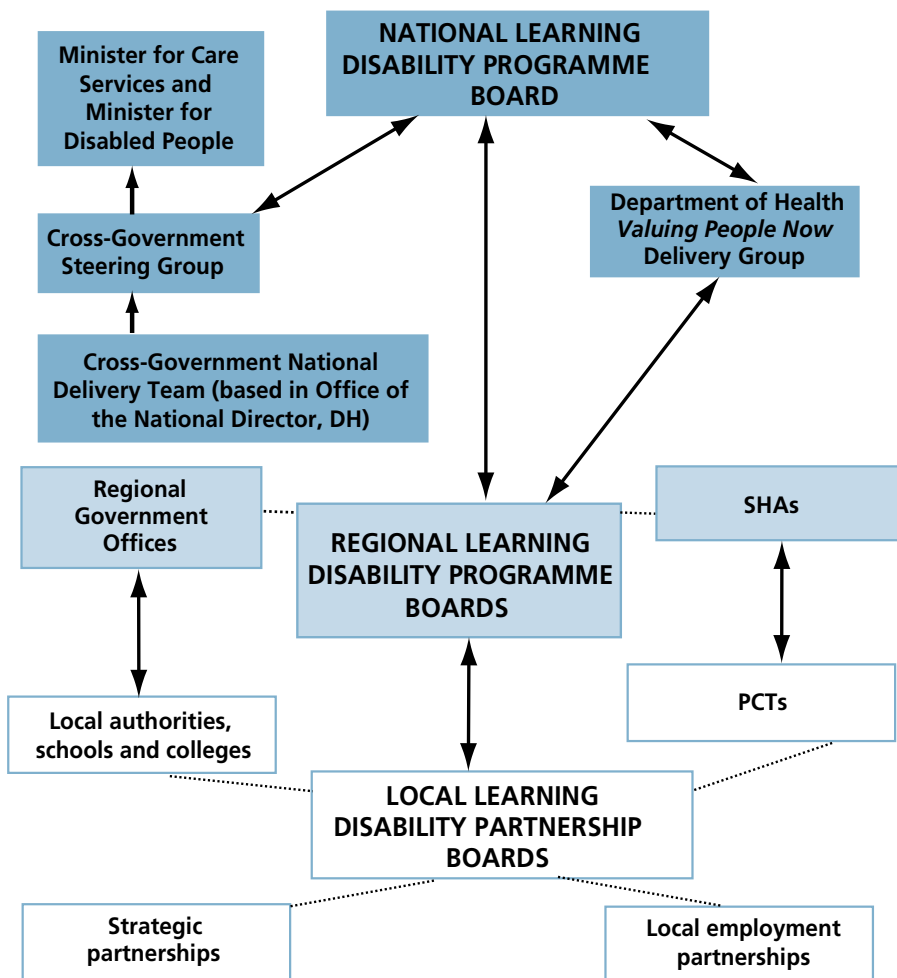 NATIONAL LEARNING
DISABILITY PROGRAMME
BOARD
Minister for Care
Services and
Minister for
Disabled People
Cross-Government
Steering Group
Department of Health
Valuing People Now
Delivery Group
Cross-Government National
Delivery Team (based in Office of
the National Director, DH)
Regional
Government
Offices
REGIONAL LEARNING
DISABILITY PROGRAMME
BOARDS
SHAs
Local authorities,
schools and colleges
PCTs
LOCAL LEARNING
DISABILITY PARTNERSHIP
BOARDS
Strategic
partnerships
Local employment
partnerships